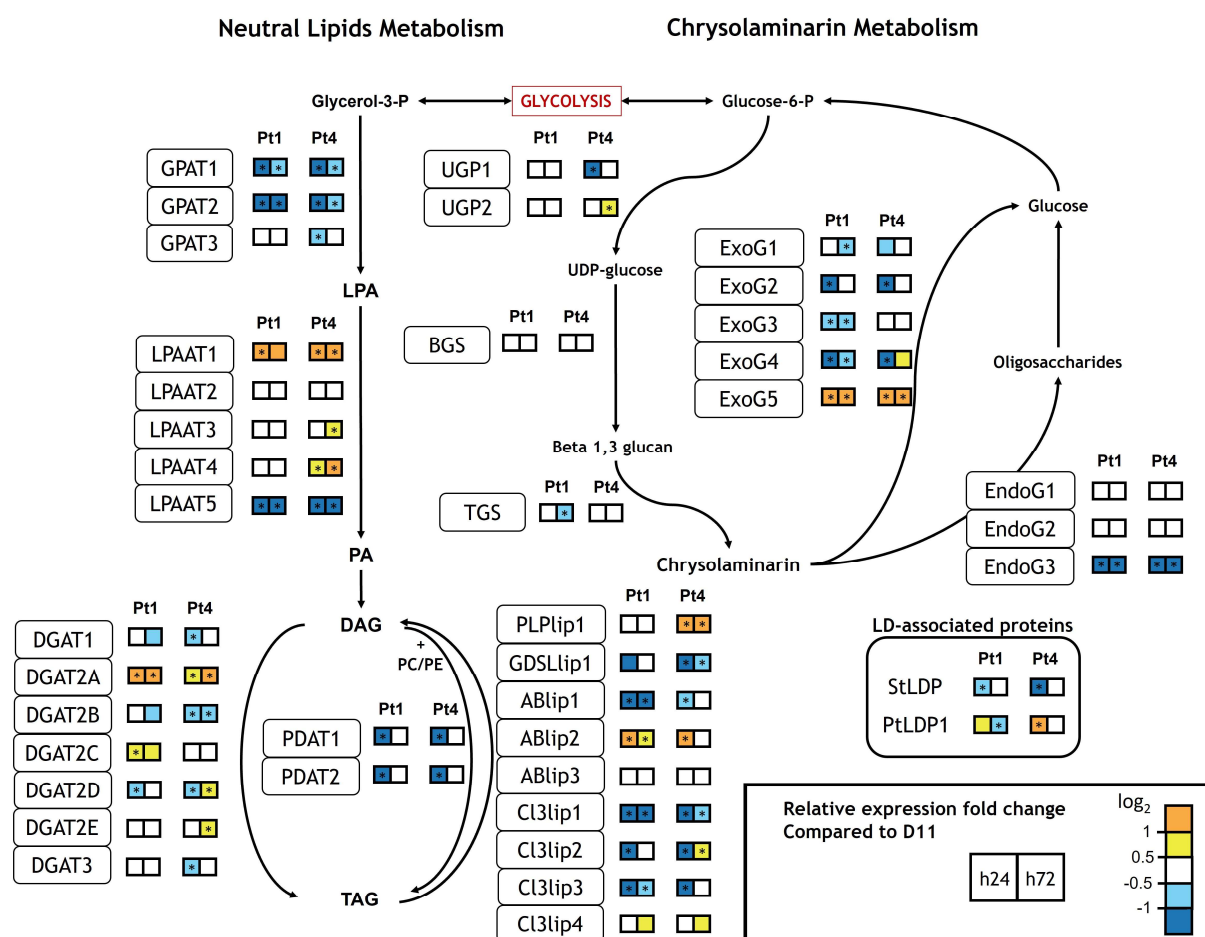 Neutral Lipids Metabolism
Chrysolaminarin Metabolism
Glycerol-3-P
GLYCOLYSIS
Glucose-6-P
Pt1 Pt4
GPAT1 * * * *
GPAT2 * * * *
GPAT3 *
LPA
Pt1 Pt4
UGP1 *
UGP2 *
UDP-glucose
Pt1 Pt4
BGS
Beta 1,3 glucan
Pt1 Pt4
TGS *
Chrysolaminarin
Glucose
Oligosaccharides
Pt1 Pt4
ExoG1 *
ExoG2 * *
ExoG3 * *
ExoG4 * * *
ExoG5 * * * *
Pt1 Pt4
EndoG1
EndoG2
EndoG3 * * * *
Pt1 Pt4
LPAAT1 * * *
LPAAT2
LPAAT3 *
LPAAT4 * *
LPAAT5 * * * *
PA
DAG
+
PC/PE
Pt1 Pt4
DGAT1 *
DGAT2A * * * *
DGAT2B * *
DGAT2C *
DGAT2D * * *
DGAT2E *
DGAT3 *
Pt1 Pt4
PDAT1 * *
PDAT2 * *
TAG
Pt1 Pt4
PLPlip1 * *
GDSLlip1 * *
ABlip1 * * *
ABlip2 * * *
ABlip3
Cl3lip1 * * * *
Cl3lip2 * * *
Cl3lip3 * * *
Cl3lip4
LD-associated proteins
Pt1 Pt4
StLDP * *
PtLDP1 * *
Relative expression fold change
Compared to D11
h24 h72
log2
1
0.5
-0.5
-1